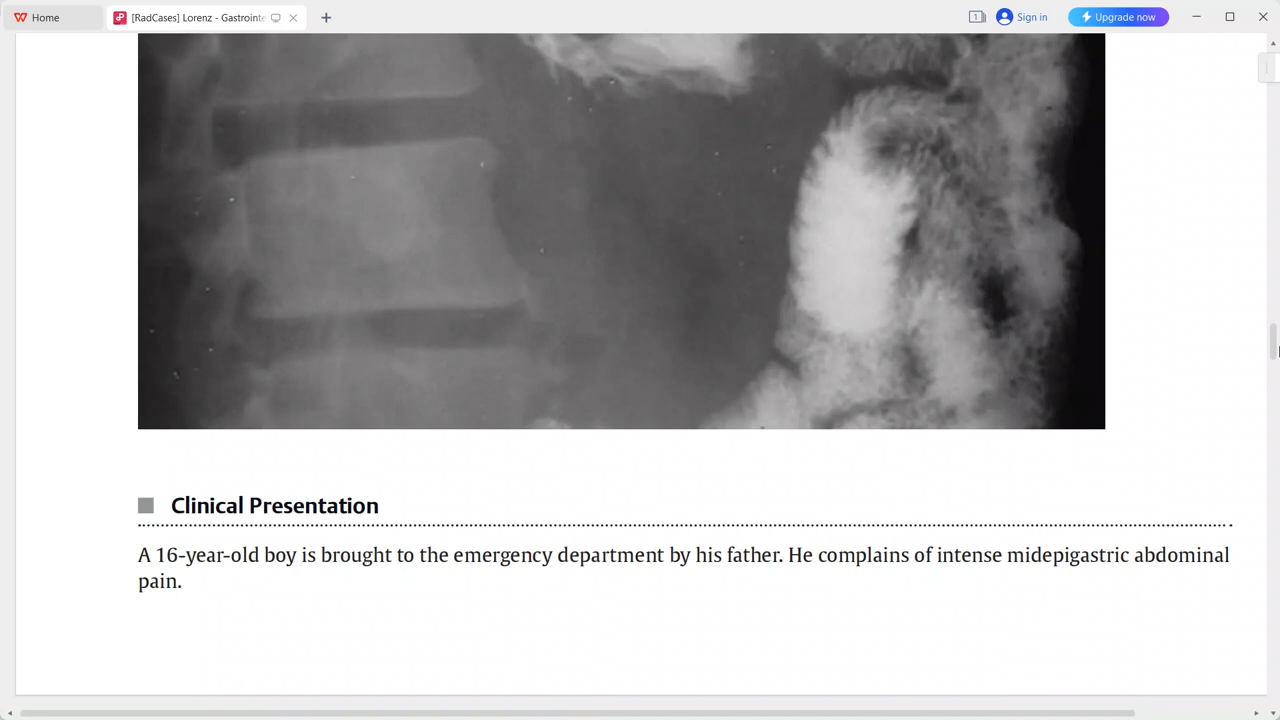 Home
[RadCases] Lorenz - Gastrointe
1
Sign in
Upgrade now
Clinical Presentation
A 16-year-old boy is brought to the emergency department by his father. He complains of intense midepigastric abdominal
pain.